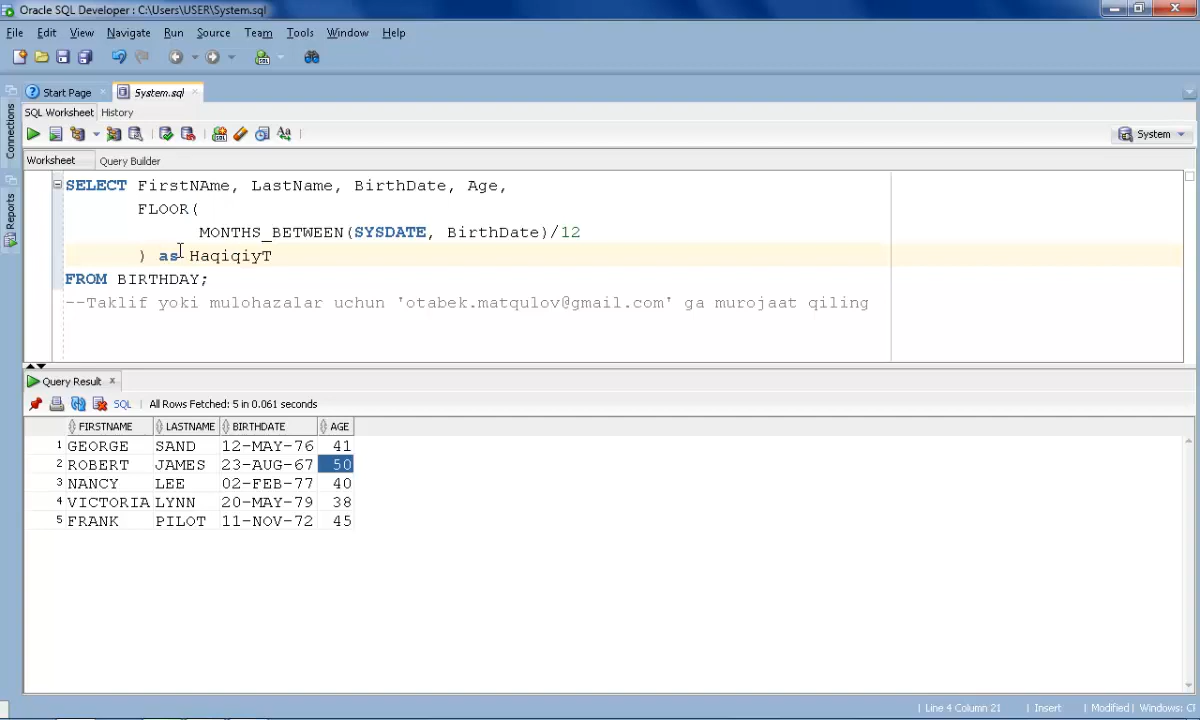 Oracle SQL Developer : C:\Users\USER\System.sql
File Edit View Navigate Run Source Team Tools Window Help
Start Page System.sql
SQL Worksheet History
System
Worksheet Query Builder
SELECT FirstNAme, LastName, BirthDate, Age,
FLOOR(
MONTHS_BETWEEN(SYSDATE, BirthDate)/12
) as HaqiqiyT
FROM BIRTHDAY;
--Taklif yoki mulohazalar uchun 'otabek.matqulov@gmail.com' ga murojaat qiling
Connections
Reports
Query Result
SQL | All Rows Fetched: 5 in 0.061 seconds
FIRSTNAME LASTNAME BIRTHDATE AGE
1 GEORGE SAND 12-MAY-76 41
2 ROBERT JAMES 23-AUG-67 50
3 NANCY LEE 02-FEB-77 40
4 VICTORIA LYNN 20-MAY-79 38
5 FRANK PILOT 11-NOV-72 45
| Line 4 Column 21 | Insert | Modified | Windows: Cl